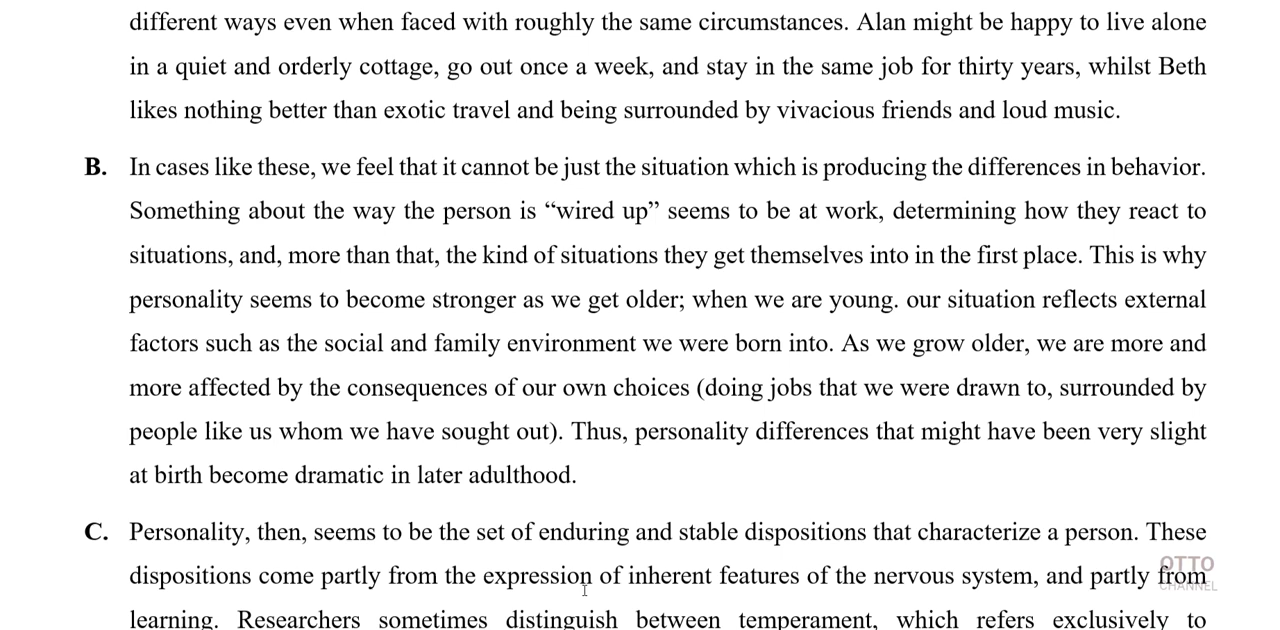 different ways even when faced with roughly the same circumstances. Alan might be happy to live alone
in a quiet and orderly cottage, go out once a week, and stay in the same job for thirty years, whilst Beth
likes nothing better than exotic travel and being surrounded by vivacious friends and loud music.
B. In cases like these, we feel that it cannot be just the situation which is producing the differences in behavior.
Something about the way the person is “wired up” seems to be at work, determining how they react to
situations, and, more than that, the kind of situations they get themselves into in the first place. This is why
personality seems to become stronger as we get older; when we are young. our situation reflects external
factors such as the social and family environment we were born into. As we grow older, we are more and
more affected by the consequences of our own choices (doing jobs that we were drawn to, surrounded by
people like us whom we have sought out). Thus, personality differences that might have been very slight
at birth become dramatic in later adulthood.
C. Personality, then, seems to be the set of enduring and stable dispositions that characterize a person. These
dispositions come partly from the expression of inherent features of the nervous system, and partly from
learning. Researchers sometimes distinguish between temperament, which refers exclusively to
OTTO
CHANNEL